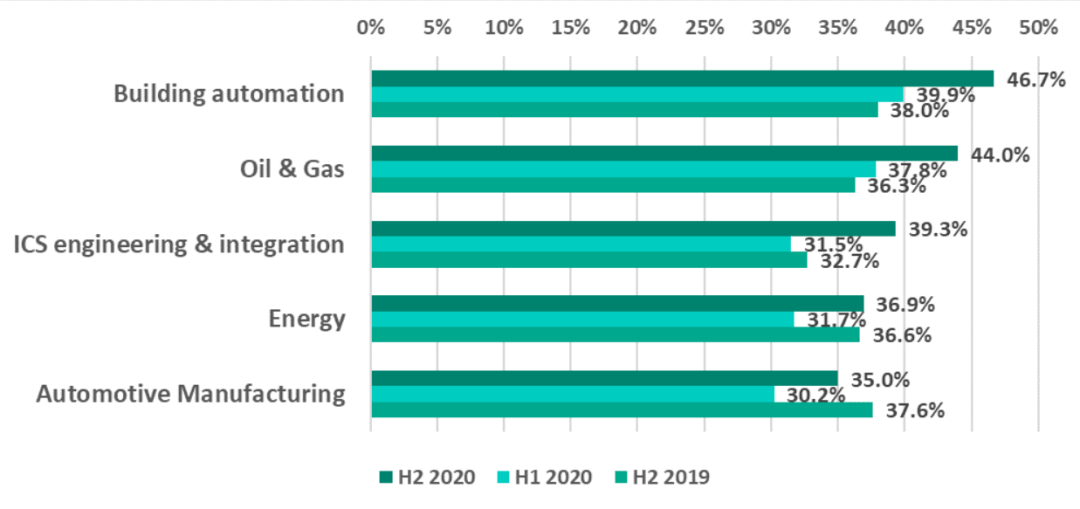 0% 5% 10% 15% 20% 25% 30% 35% 40% 45% 50%
Building automation
46.7%
39.9%
38.0%
Oil & Gas
44.0%
37.8%
36.3%
ICS engineering & integration
39.3%
31.5%
32.7%
Energy
36.9%
31.7%
36.6%
Automotive Manufacturing
35.0%
30.2%
37.6%
H2 2020 H1 2020 H2 2019